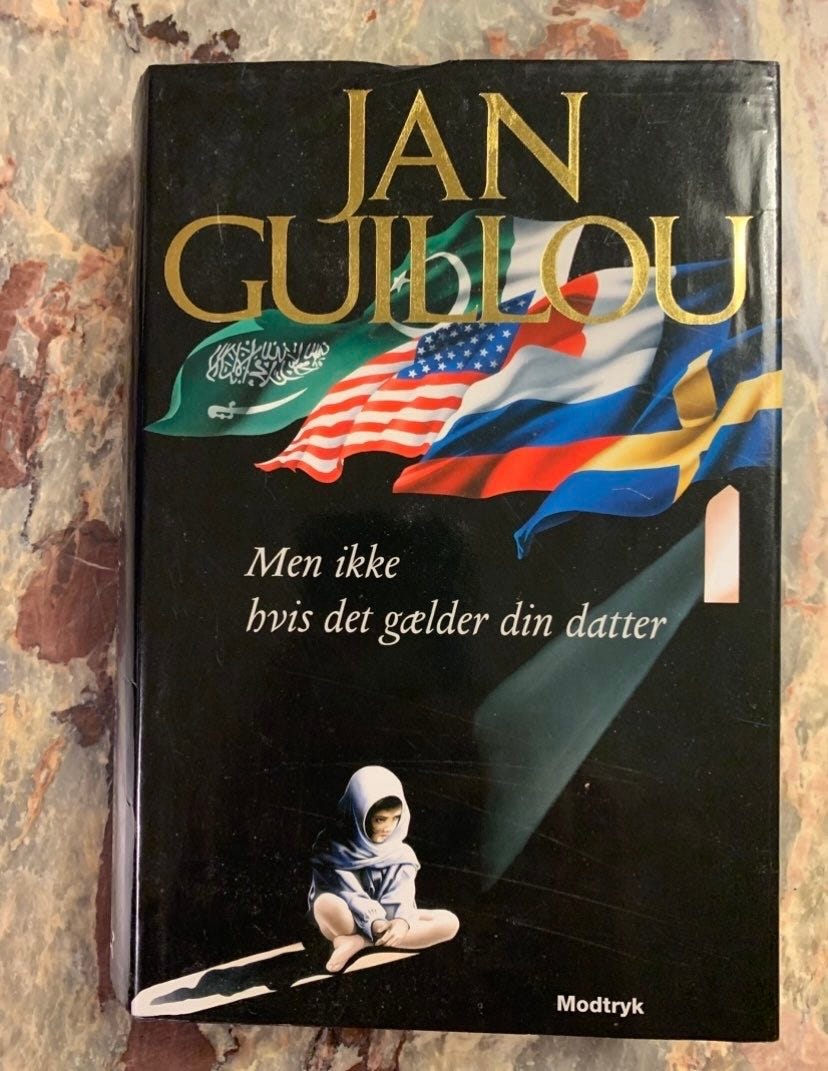 JAN
GUILLOU
Men ikke
hvis det gælder din datter
Modtryk